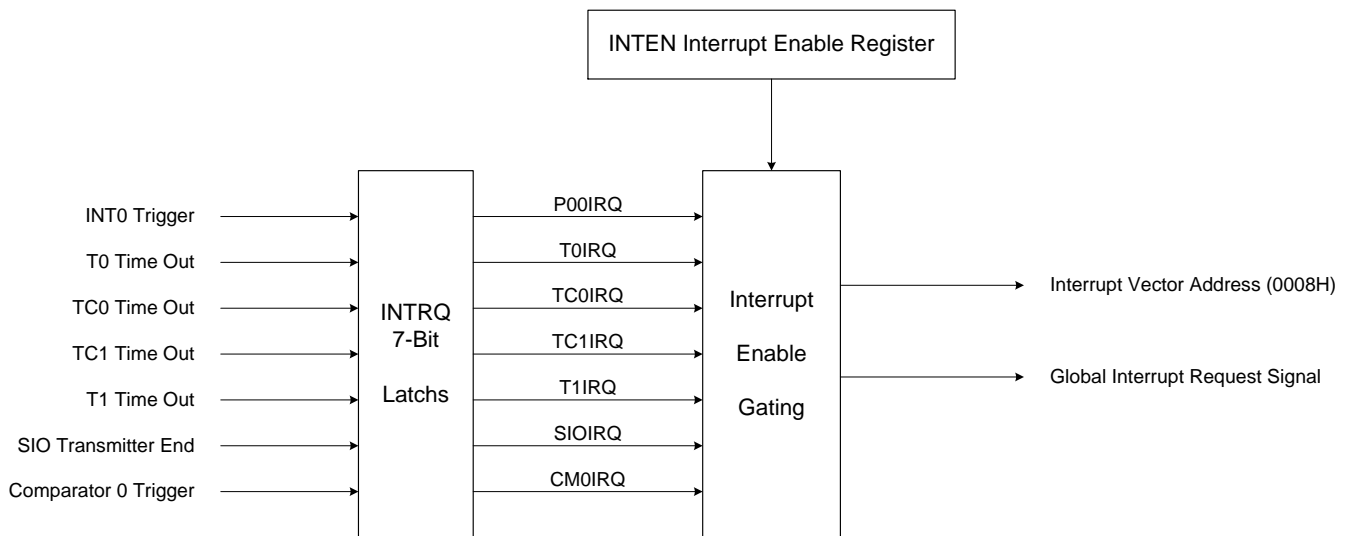 INTEN Interrupt Enable Register
INT0 Trigger
T0 Time Out
TC0 Time Out
TC1 Time Out
T1 Time Out
SIO Transmitter End
Comparator 0 Trigger
INTRQ
7-Bit
Latchs
P00IRQ
T0IRQ
TC0IRQ
TC1IRQ
T1IRQ
SIOIRQ
CM0IRQ
Interrupt
Enable
Gating
Interrupt Vector Address (0008H)
Global Interrupt Request Signal